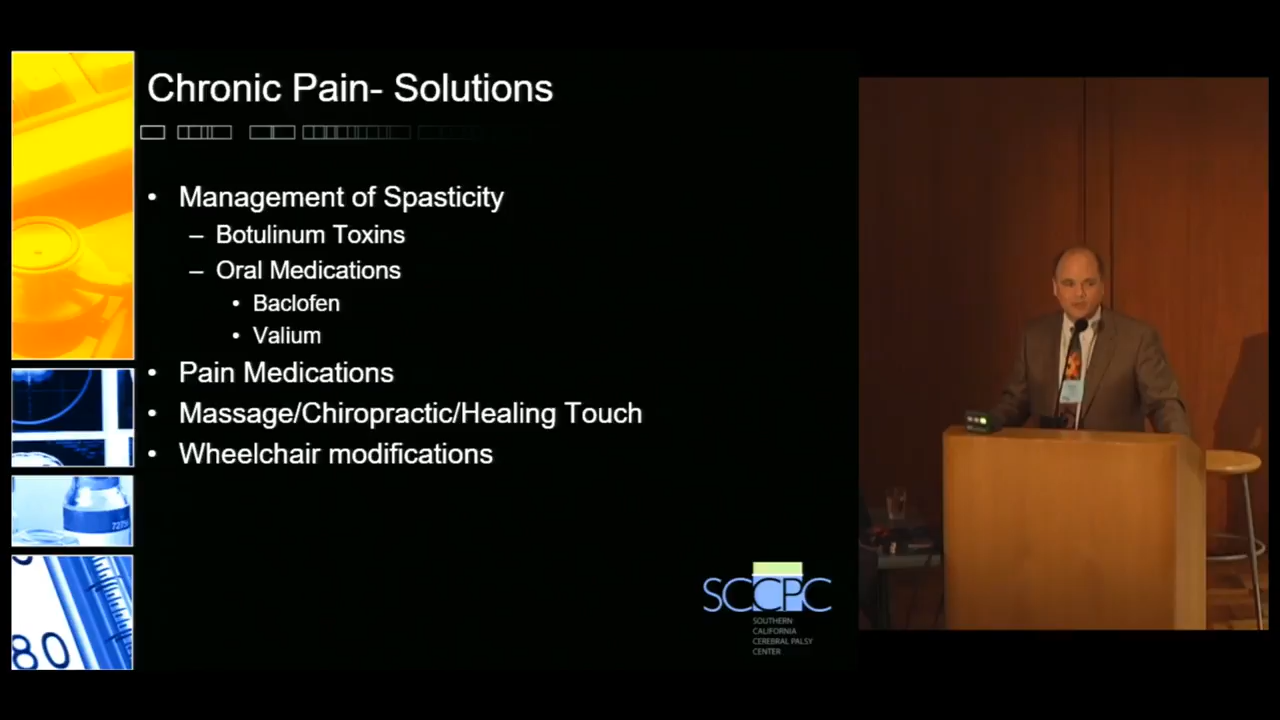 Chronic Pain- Solutions
• Management of Spasticity
– Botulinum Toxins
– Oral Medications
• Baclofen
• Valium
• Pain Medications
• Massage/Chiropractic/Healing Touch
• Wheelchair modifications
SCCPC
SOUTHERN
CALIFORNIA
CEREBRAL PALSY
CENTER
80